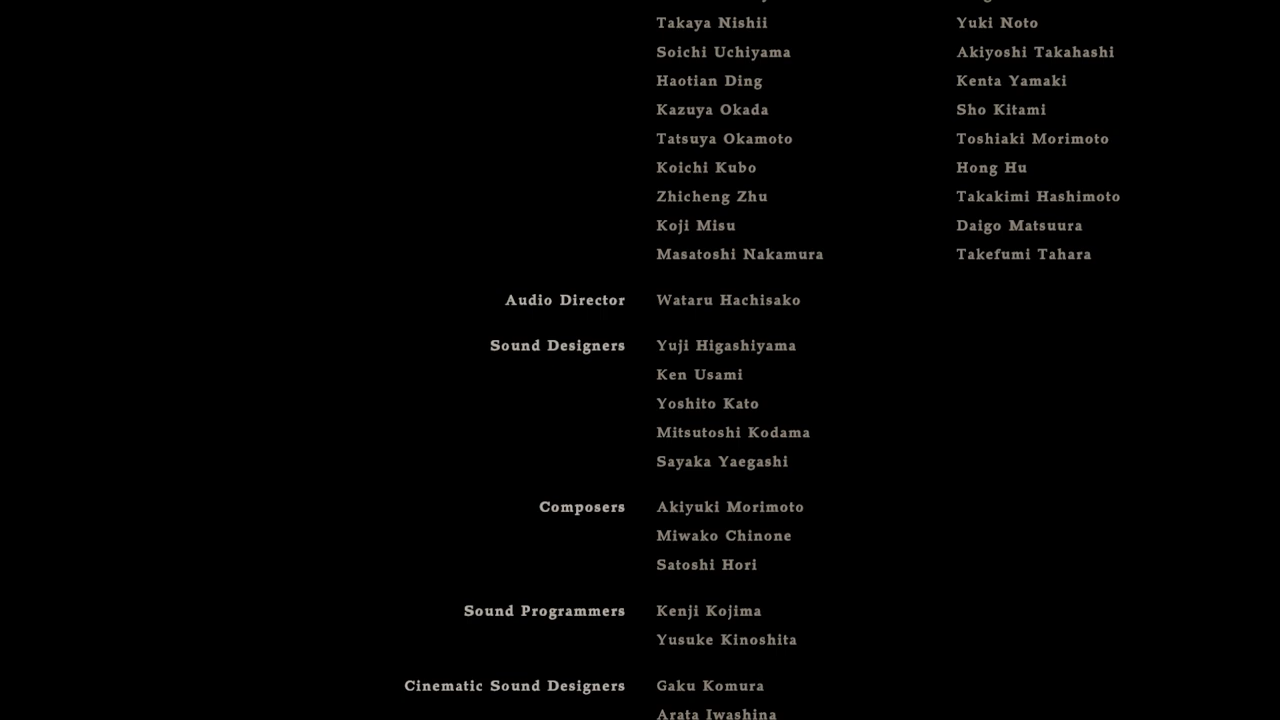 Takaya Nishii Yuki Noto
Soichi Uchiyama Akiyoshi Takahashi
Haotian Ding Kenta Yamaki
Kazuya Okada Sho Kitami
Tatsuya Okamoto Toshiaki Morimoto
Koichi Kubo Hong Hu
Zhicheng Zhu Takakimi Hashimoto
Koji Misu Daigo Matsuura
Masatoshi Nakamura Takefumi Tahara
Audio Director Wataru Hachisako
Sound Designers Yuji Higashiyama
Ken Usami
Yoshito Kato
Mitsutoshi Kodama
Sayaka Yaegashi
Composers Akiyuki Morimoto
Miwako Chinone
Satoshi Hori
Sound Programmers Kenji Kojima
Yusuke Kinoshita
Cinematic Sound Designers Gaku Komura
Arata Iwashina